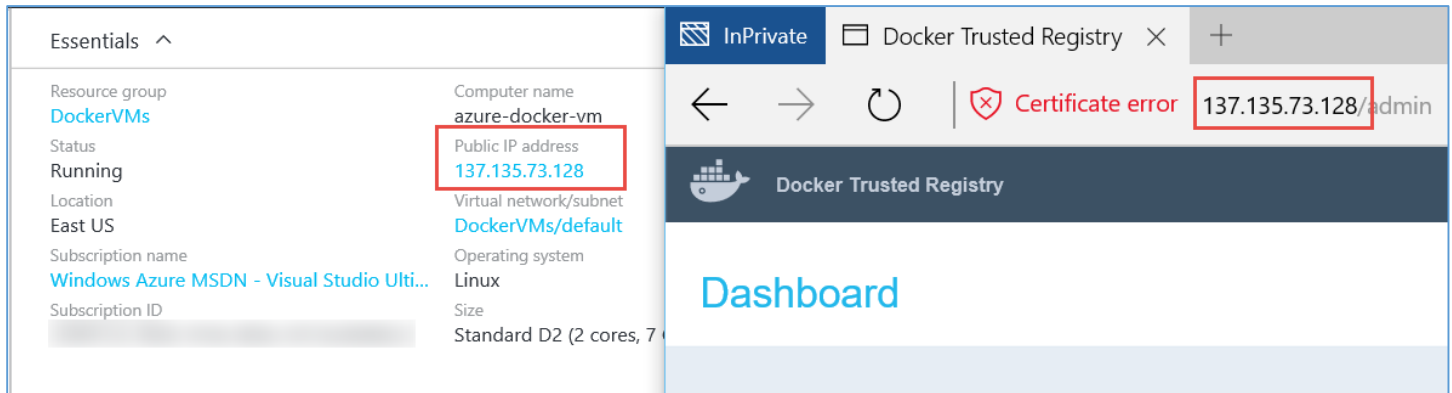 Essentials
Resource group
DockerVMs
Status
Running
Location
East US
Subscription name
Windows Azure MSDN - Visual Studio Ulti...
Subscription ID
Computer name
azure-docker-vm
Public IP address
137.135.73.128
Virtual network/subnet
DockerVMs/default
Operating system
Linux
Size
Standard D2 (2 cores, 7
InPrivate
Docker Trusted Registry
Certificate error 137.135.73.128/admin
Docker Trusted Registry
Dashboard